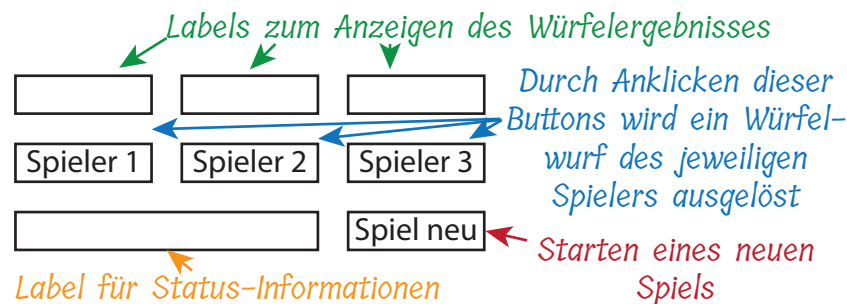 Labels zum Anzeigen des Würfelergebnisses
Durch Anklicken dieser
Buttons wird ein Würfel-
wurf des jeweiligen
Spielers ausgelöst
Spieler 1
Spieler 2
Spieler 3
Spiel neu
Starten eines neuen
Spiels
Label für Status-Informationen